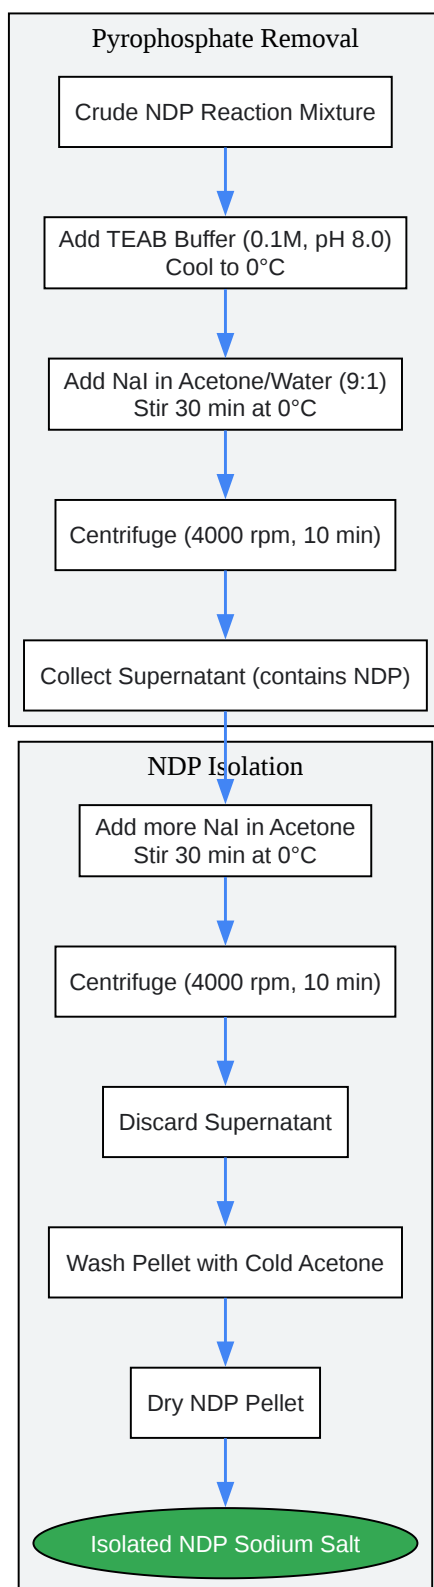 Pyrophosphate Removal
Crude NDP Reaction Mixture
Add TEAB Buffer (0.1M, pH 8.0)
Cool to 0°C
Add NaI in Acetone/Water (9:1)
Stir 30 min at 0°C
Centrifuge (4000 rpm, 10 min)
Collect Supernatant (contains NDP)
NDP Isolation
Add more NaI in Acetone
Stir 30 min at 0°C
Centrifuge (4000 rpm, 10 min)
Discard Supernatant
Wash Pellet with Cold Acetone
Dry NDP Pellet
Isolated NDP Sodium Salt